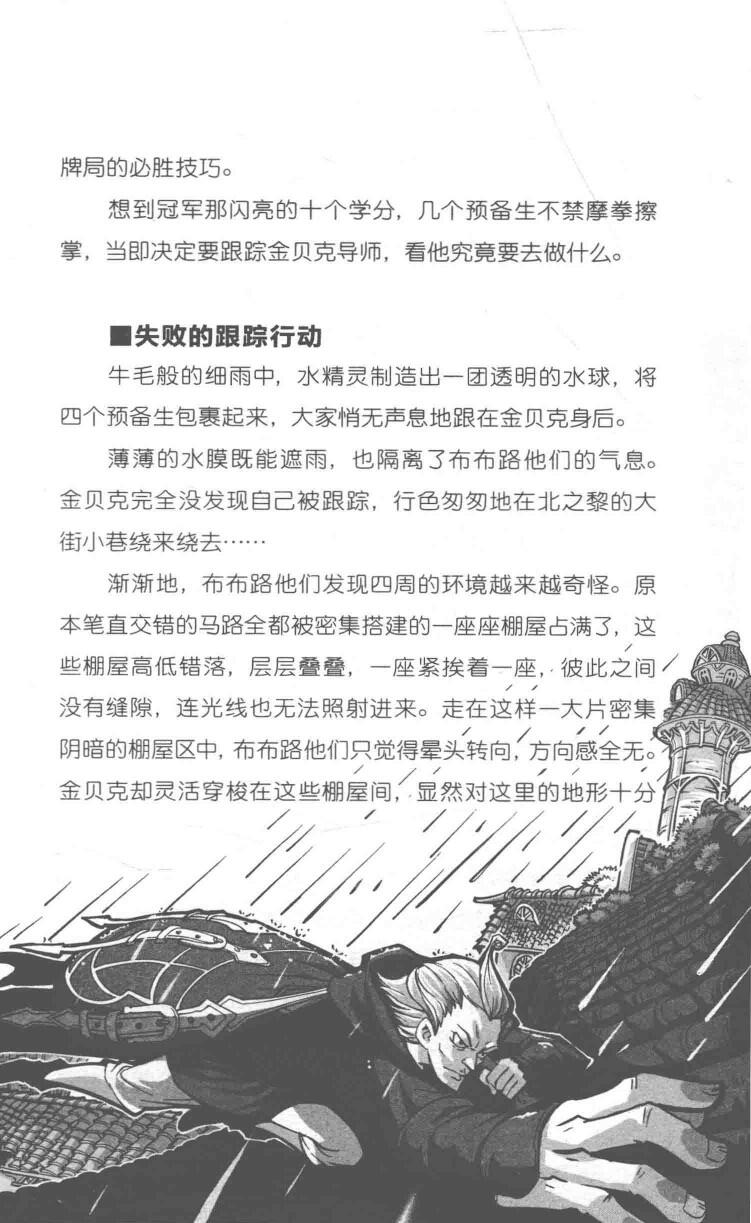 牌局的必胜技巧。
想到冠军那闪亮的十个学分，几个预备生不禁摩拳擦
掌，当即决定要跟踪金贝克导师，看他究竟要去做什么。
■失败的跟踪行动
牛毛般的细雨中，水精灵制造出一团透明的水球，将
四个预备生包裹起来，大家悄无声息地跟在金贝克身后。
薄薄的水膜既能遮雨，也隔离了布布路他们的气息。
金贝克完全没发现自己被跟踪，行色匆匆地在北之黎的大
街小巷绕来绕去……
渐渐地，布布路他们发现四周的环境越来越奇怪。原
本笔直交错的马路全都被密集搭建的一座座棚屋占满了，这
些棚屋高低错落，层层叠叠，一座紧挨着一座，彼此之间
没有缝隙，连光线也无法照射进来。走在这样一大片密集
阴暗的棚屋区中，布布路他们只觉得晕头转向，方向感全无。
金贝克却灵活穿梭在这些棚屋间，显然对这里的地形十分